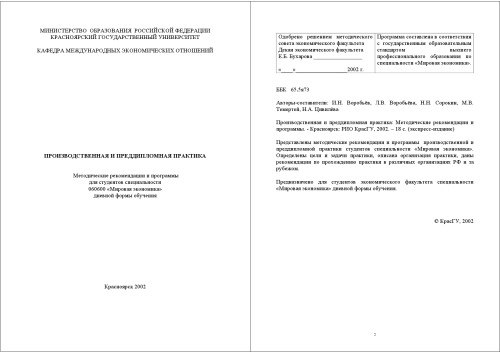 МИНИСТЕРСТВО ОБРАЗОВАНИЯ РОССИЙСКОЙ ФЕДЕРАЦИИ
КРАСНОЯРСКИЙ ГОСУДАРСТВЕННЫЙ УНИВЕРСИТЕТ
КАФЕДРА МЕЖДУНАРОДНЫХ ЭКОНОМИЧЕСКИХ ОТНОШЕНИЙ
ПРОИЗВОДСТВЕННАЯ И ПРЕДДИПЛОМНАЯ ПРАКТИКА
Методические рекомендации и программы
для студентов специальности
060600 «Мировая экономика»
дневной формы обучения
Красноярск 2002
Одобрено решением методического
совета экономического факультета
Декан экономического факультета
Е.Б. Бухарова
«____»____________________2002 г.
Программа составлена в соответствии
с государственным образовательным
стандартом высшего
профессионального образования по
специальности «Мировая экономика».
ББК 65.5я73
Авторы-составители: И.Н. Воробьёв, Л.В. Воробьёва, Н.Н. Сорокин, М.В.
Темертей, Н.А. Цывилёва
Производственная и преддипломная практика: Методические рекомендации и
программы. - Красноярск: РИО КрасГУ, 2002. – 18 с. (экспресс-издание)
Представлены методические рекомендации и программы производственной и
преддипломной практики студентов специальности «Мировая экономика».
Определены цели и задачи практики, описана организация практики, даны
рекомендации по прохождению практики в различных организациях РФ и за
рубежом.
Предназначено для студентов экономического факультета специальности
«Мировая экономика» дневной формы обучения.
© КрасГУ, 2002
2